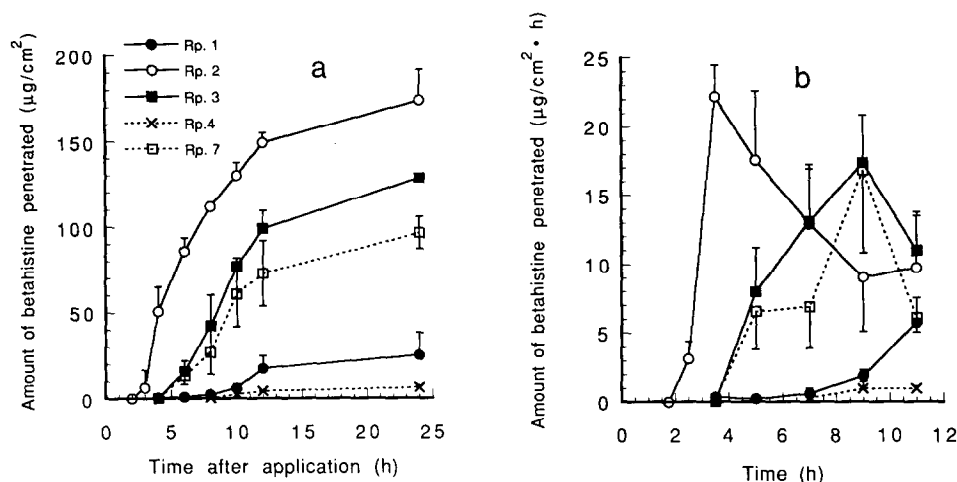 a
Rp. 1
Rp. 2
Rp. 3
Rp.4
Rp. 7
Amount of betahistine penetrated (µg/cm²)
200
150
100
50
0
0 5 10 15 20 25
Time after application (h)
b
Amount of betahistine penetrated (µg/cm² • h)
25
20
15
10
5
0
0 2 4 6 8 10 12
Time (h)